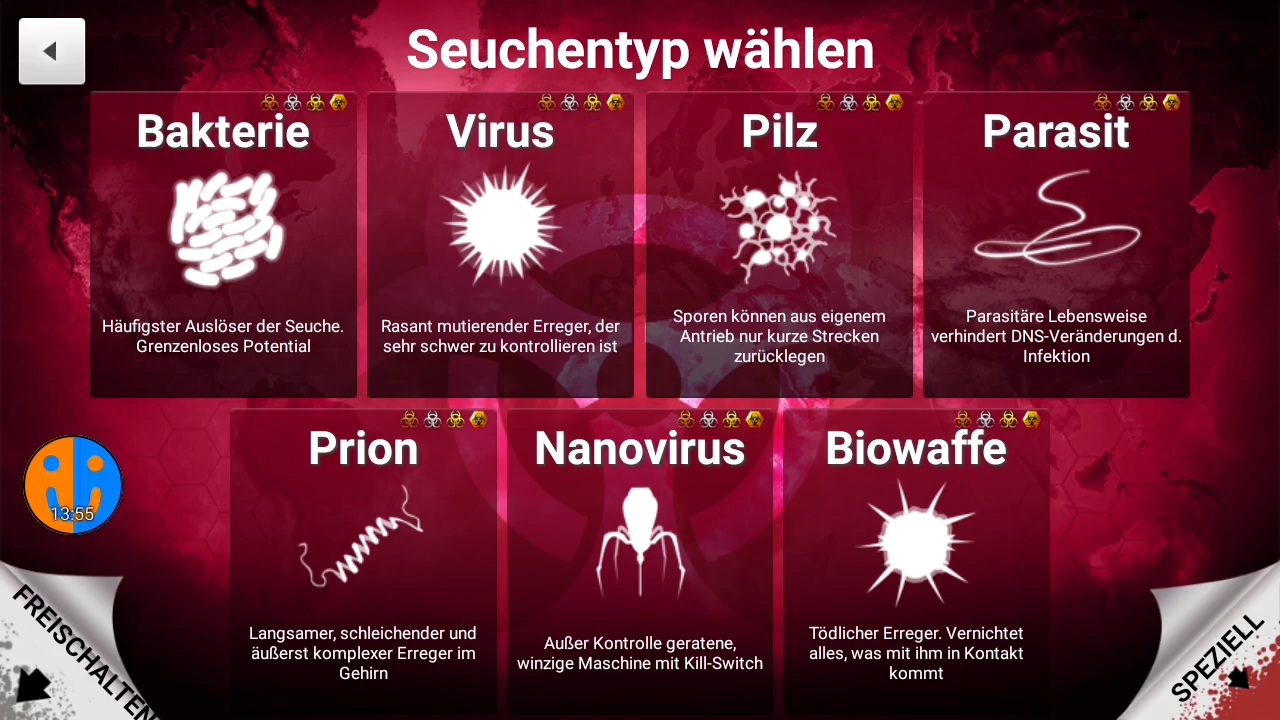 Seuchentyp wählen
Bakterie
Häufigster Auslöser der Seuche.
Grenzenloses Potential
Virus
Rasant mutierender Erreger, der
sehr schwer zu kontrollieren ist
Pilz
Sporen können aus eigenem
Antrieb nur kurze Strecken
zurücklegen
Parasit
Parasitäre Lebensweise
verhindert DNS-Veränderungen d.
Infektion
Prion
Langsamer, schleichender und
äußerst komplexer Erreger im
Gehirn
Nanovirus
Außer Kontrolle geratene,
winzige Maschine mit Kill-Switch
Biowaffe
Tödlicher Erreger. Vernichtet
alles, was mit ihm in Kontakt
kommt
13:55
FREISCHALTEN
SPEZIELL